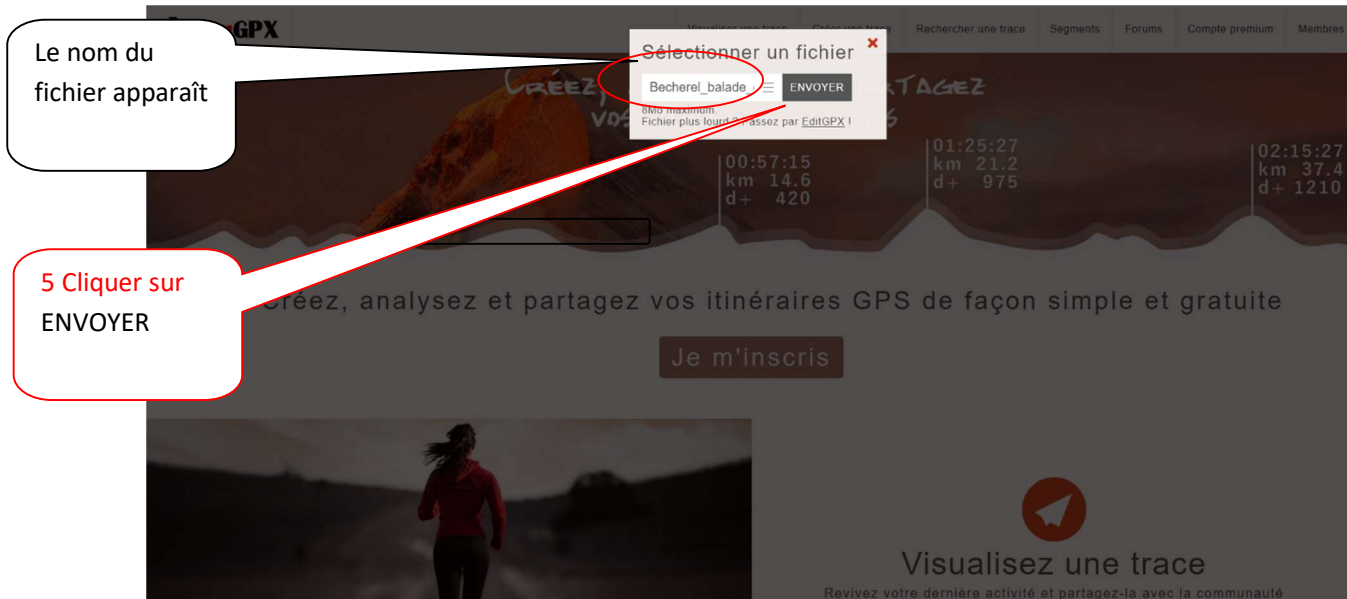 GPX
Visualiser une trace Créer une trace Rechercher une trace Segments Forums Compte premium Membres
Le nom du
fichier apparaît
Sélectionner un fichier
Becherel_balade_ ENVOYER
8Mo maximum
Fichier plus lourd ? Passez par EditGPX !
CRÉEZ,
PARTAGEZ
VOS
00:57:15
km 14.6
d+ 420
01:25:27
km 21.2
d+ 975
02:15:27
km 37.4
d+ 1210
5 Cliquer sur
ENVOYER
Créez, analysez et partagez vos itinéraires GPS de façon simple et gratuite
Je m'inscris
Visualisez une trace
Revivez votre dernière activité et partagez-la avec la communauté